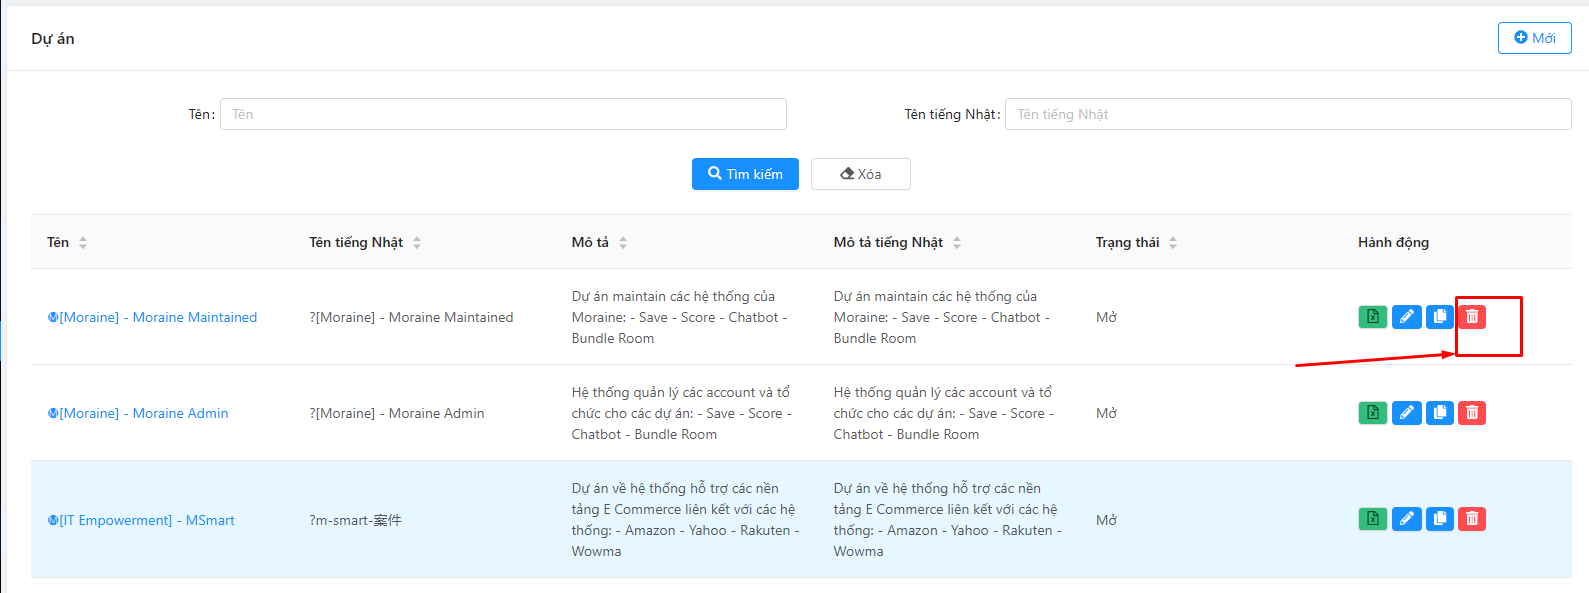 Dự án
Mới
Tên:
Tên
Tên tiếng Nhật:
Tên tiếng Nhật
Tìm kiếm
Xóa
Tên
Tên tiếng Nhật
Mô tả
Mô tả tiếng Nhật
Trạng thái
Hành động
Ⓜ[Moraine] - Moraine Maintained
?[Moraine] - Moraine Maintained
Dự án maintain các hệ thống của
Moraine: - Save - Score - Chatbot -
Bundle Room
Dự án maintain các hệ thống của
Moraine: - Save - Score - Chatbot -
Bundle Room
Mở
Ⓜ[Moraine] - Moraine Admin
?[Moraine] - Moraine Admin
Hệ thống quản lý các account và tổ
chức cho các dự án: - Save - Score -
Chatbot - Bundle Room
Hệ thống quản lý các account và tổ
chức cho các dự án: - Save - Score -
Chatbot - Bundle Room
Mở
Ⓜ[IT Empowerment] - MSmart
?m-smart-案件
Dự án về hệ thống hỗ trợ các nền
tảng E Commerce liên kết với các hệ
thống: - Amazon - Yahoo - Rakuten -
Wowma
Dự án về hệ thống hỗ trợ các nền
tảng E Commerce liên kết với các hệ
thống: - Amazon - Yahoo - Rakuten -
Wowma
Mở